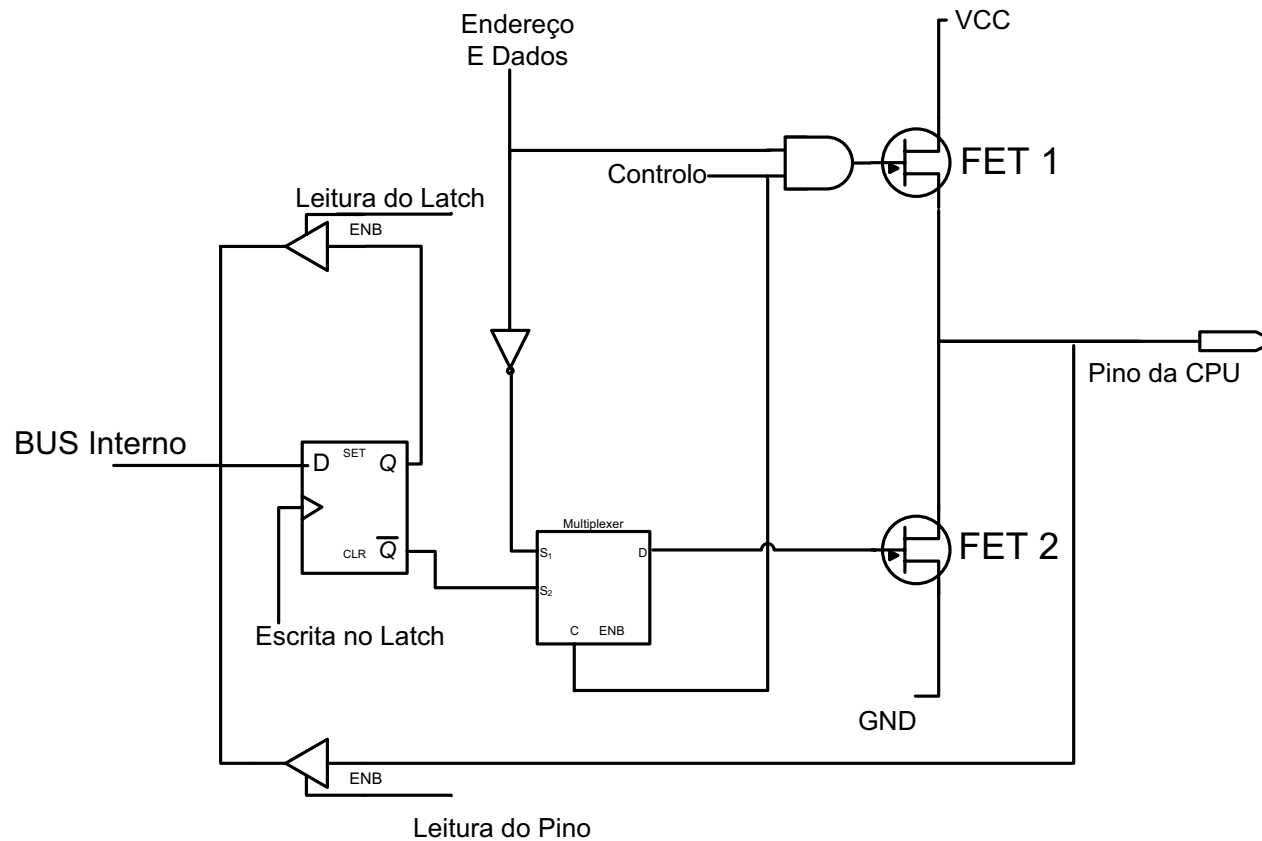 Endereço
E Dados
VCC
Controlo
FET 1
Leitura do Latch
ENB
Pino da CPU
BUS Interno
D
SET
Q
CLR
Q
Multiplexer
S1
D
S2
C
ENB
FET 2
Escrita no Latch
GND
ENB
Leitura do Pino